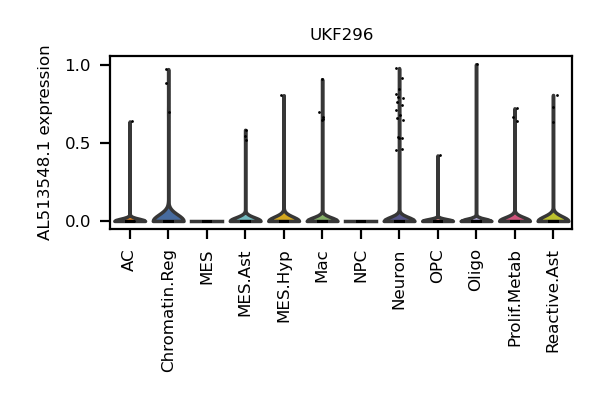 UKF296
AL513548.1 expression
1.0
0.5
0.0
AC
Chromatin.Reg
MES
MES.Ast
MES.Hyp
Mac
NPC
Neuron
OPC
Oligo
Prolif.Metab
Reactive.Ast